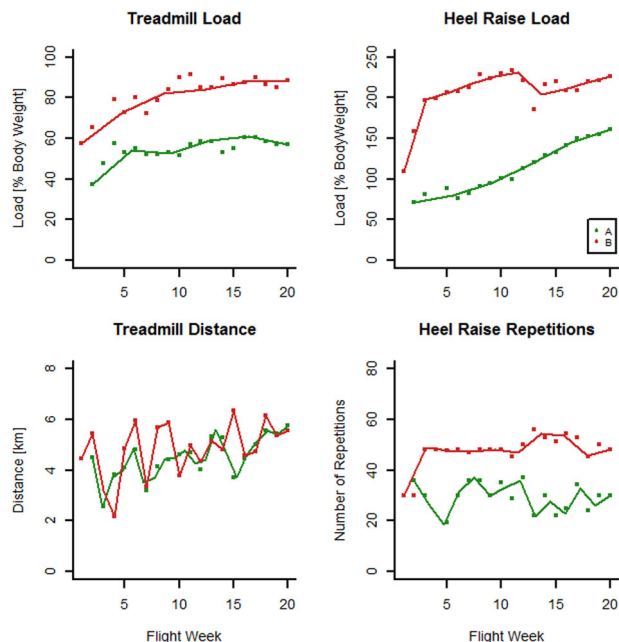 Treadmill Load
Load [% Body Weight]
0 20 40 60 80 100
5 10 15 20
Heel Raise Load
Load [% BodyWeight]
0 50 100 150 200 250
5 10 15 20
A
B
Treadmill Distance
Distance [km]
0 2 4 6 8
5 10 15 20
Flight Week
Heel Raise Repetitions
Number of Repetitions
0 20 40 60 80
5 10 15 20
Flight Week